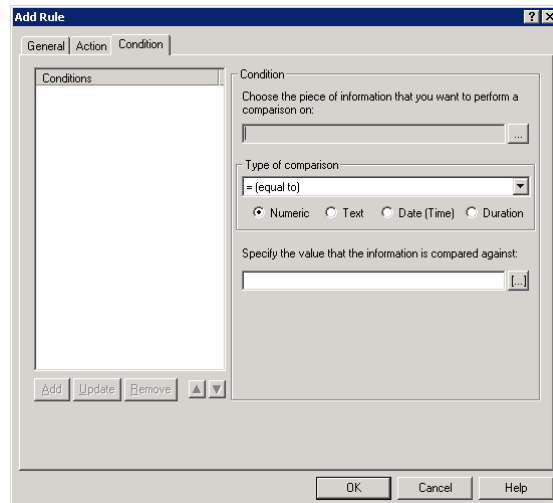 Add Rule
General Action Condition
Conditions
Condition
Choose the piece of information that you want to perform a
comparison on:
...
Type of comparison
= (equal to)
Numeric Text Date (Time) Duration
Specify the value that the information is compared against:
[...]
Add Update Remove
OK Cancel Help